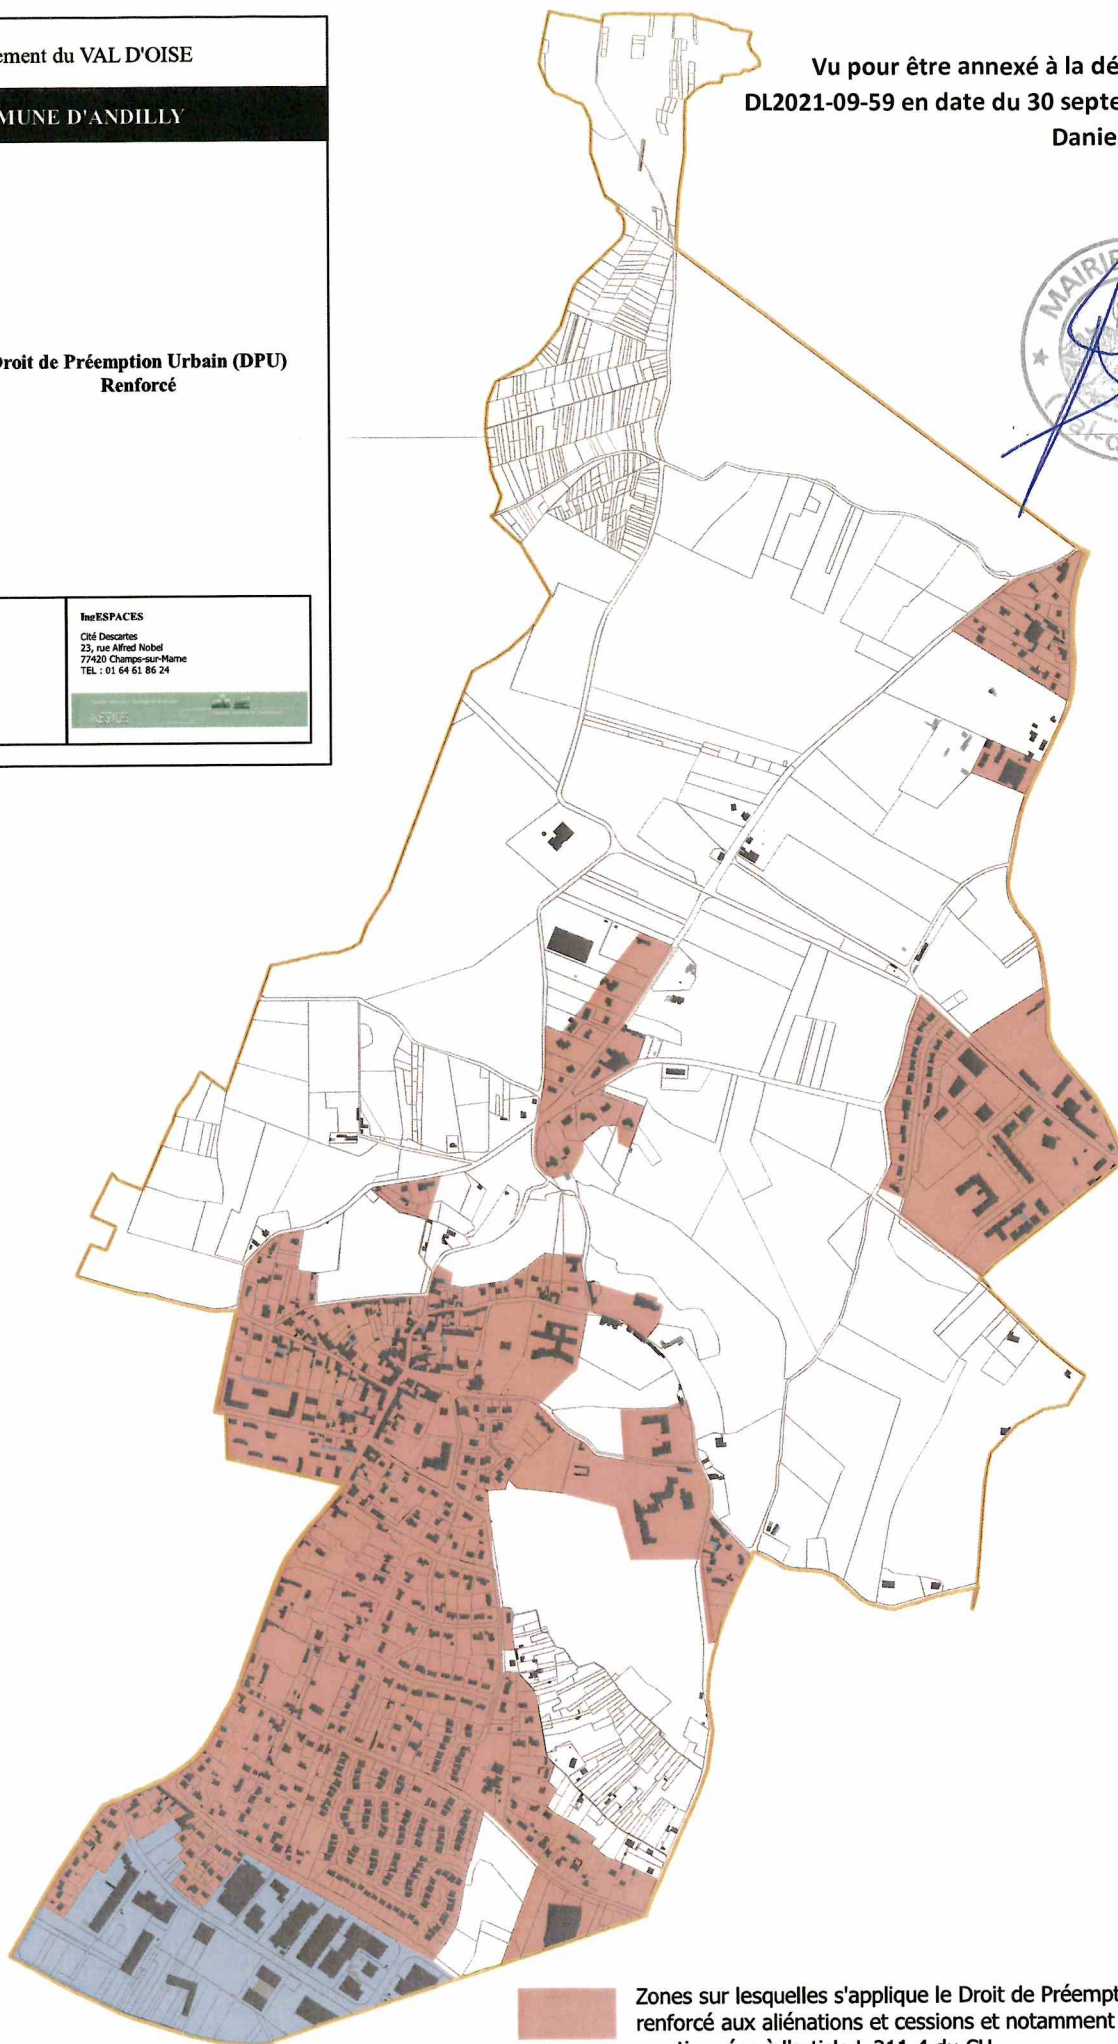 ement du VAL D'OISE
MUNE D'ANDILLY
Droit de Préemption Urbain (DPU)
Renforcé
IngESPACES
Cité Descartes
23, rue Alfred Nobel
77420 Champs-sur-Marne
TEL : 01 64 61 86 24
Vu pour être annexé à la dé
DL2021-09-59 en date du 30 septe
Danie
MAIRIE
Zones sur lesquelles s'applique le Droit de Préempt
renforcé aux aliénations et cessions et notamment